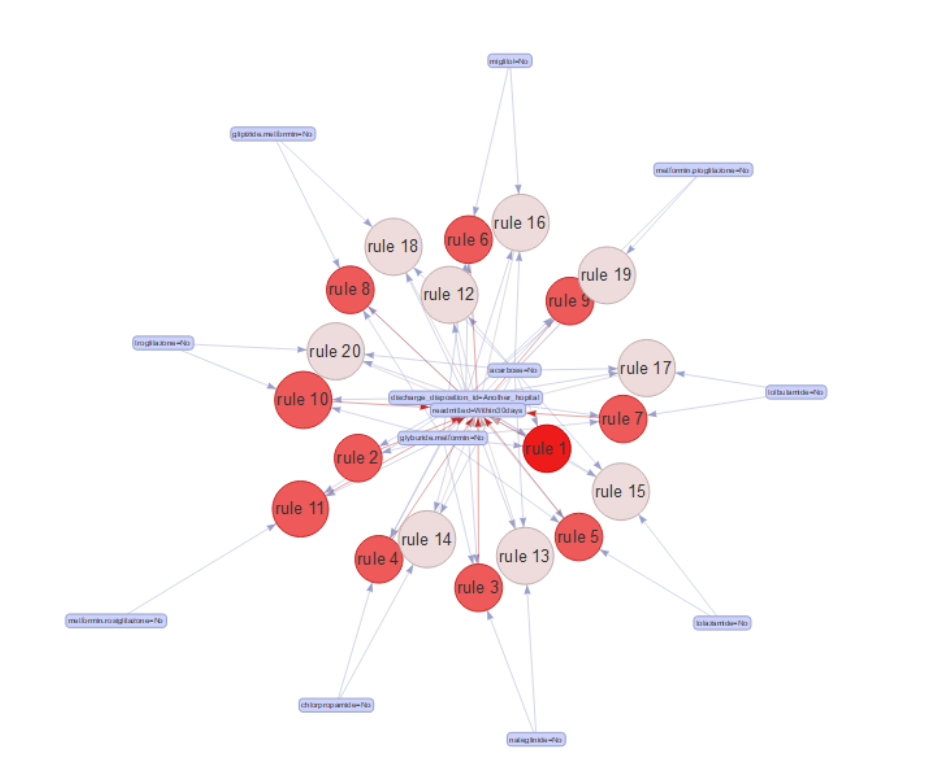 miglitol=No
glipizide.metformin=No
metformin.pioglitazone=No
rule 16
rule 6
rule 18
rule 19
rule 8
rule 12
rule 9
troglitazone=No
rule 20
acarbose=No
rule 17
tolbutamide=No
rule 10
discharge_disposition_id=Another_hopital
readmitted=Within30days
rule 7
glyburide.metformin=No
rule 1
rule 2
rule 15
rule 11
rule 5
rule 14
rule 4
rule 13
rule 3
metformin.rosiglitazone=No
tolazamide=No
chlorpropamide=No
nateglinide=No